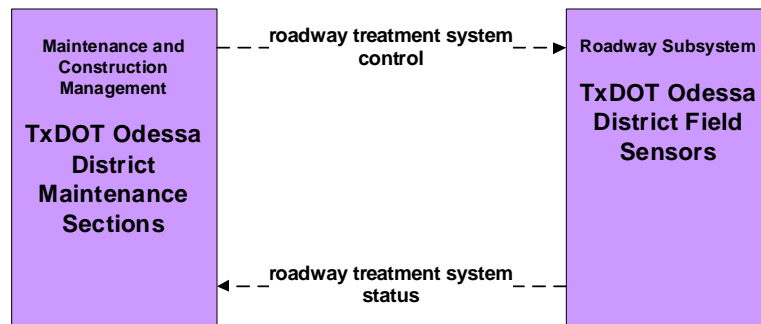 Maintenance and
Construction
Management
TxDOT Odessa
District
Maintenance
Sections
roadway treatment system
control
Roadway Subsystem
TxDOT Odessa
District Field
Sensors
roadway treatment system
status